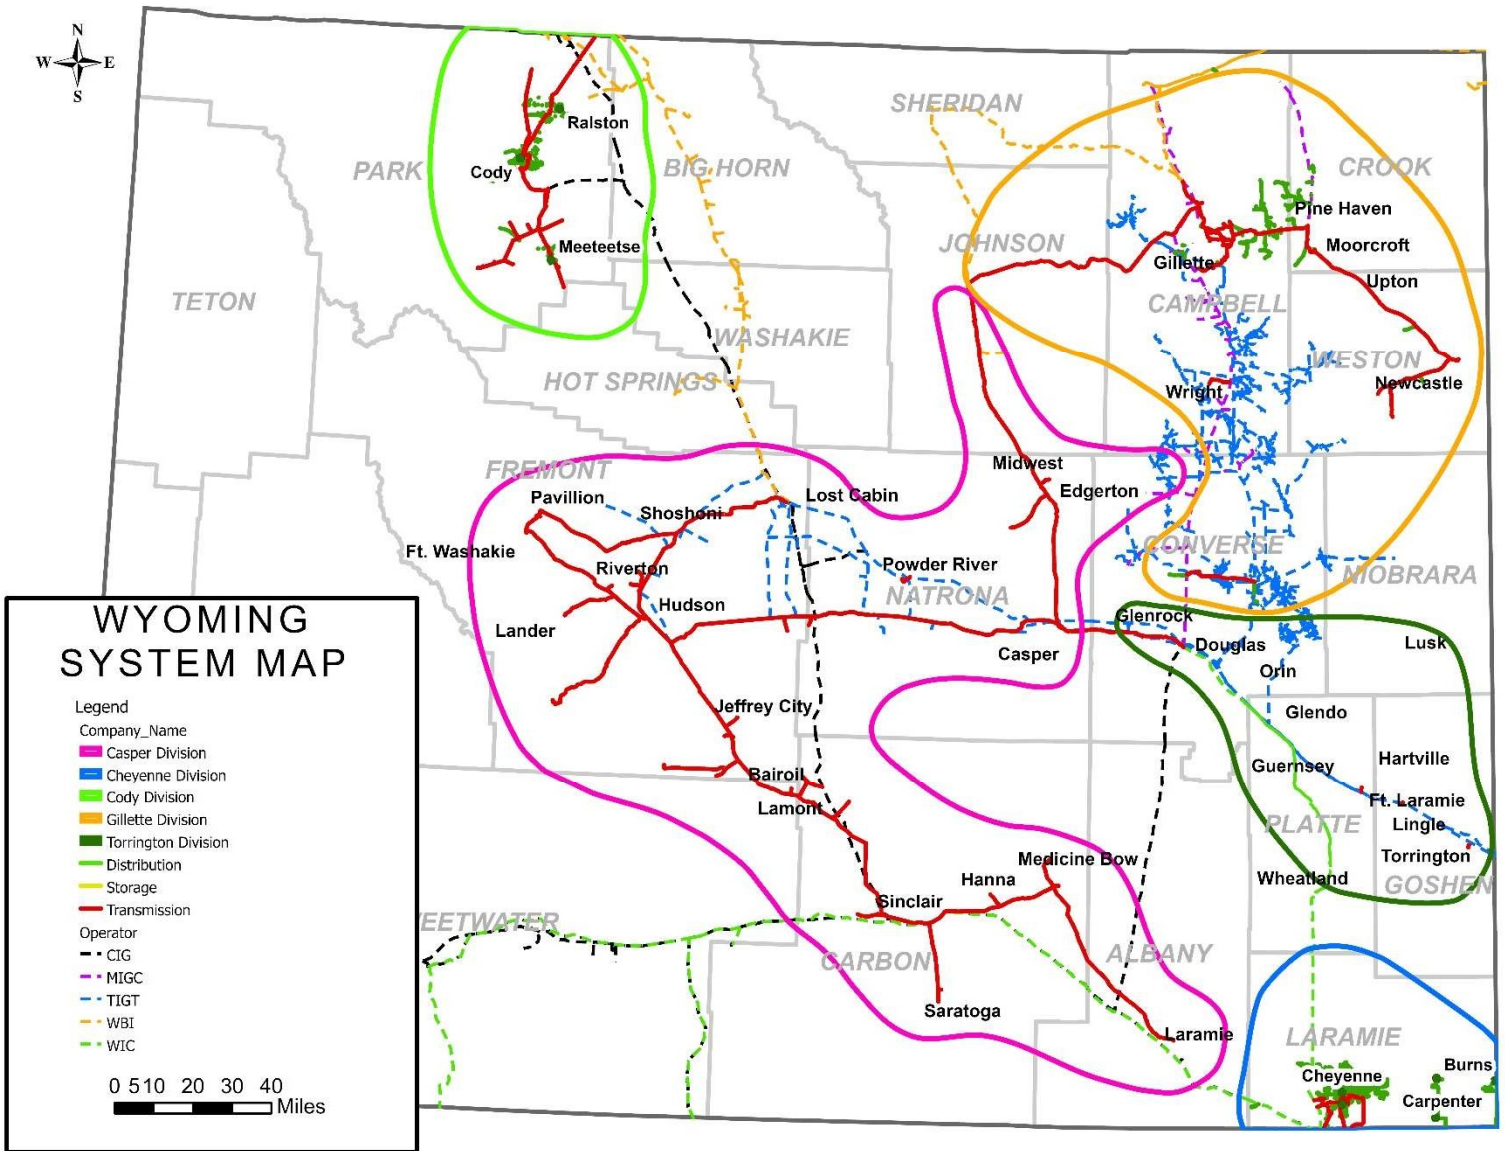 N
W E
S
SHERIDAN
CROOK
Ralston
PARK
Cody
BIG HORN
Pine Haven
Meeteetse
JOHNSON
Moorcroft
Gillette
Upton
TETON
CAMPBELL
WASHAKIE
WESTON
HOT SPRINGS
Wright
Newcastle
FREMONT
Midwest
Pavillion
Lost Cabin
Edgerton
Shoshoni
Ft. Washakie
CONVERSE
Riverton
Powder River
NIOBRARA
NATRONA
Hudson
Glenrock
Lander
Douglas
Lusk
Casper
Orin
Jeffrey City
Glendo
Bairoil
Guernsey
Hartville
Lamont
Ft. Laramie
PLATTE
Lingle
Medicine Bow
Torrington
Hanna
Wheatland
GOSHEN
Sinclair
EETWATER
CARBON
ALBANY
Saratoga
Laramie
LARAMIE
Cheyenne
Burns
Carpenter
WYOMING
SYSTEM MAP
Legend
Company_Name
Casper Division
Cheyenne Division
Cody Division
Gillette Division
Torrington Division
Distribution
Storage
Transmission
Operator
CIG
MIGC
TIGT
WBI
WIC
0 5 10 20 30 40
Miles